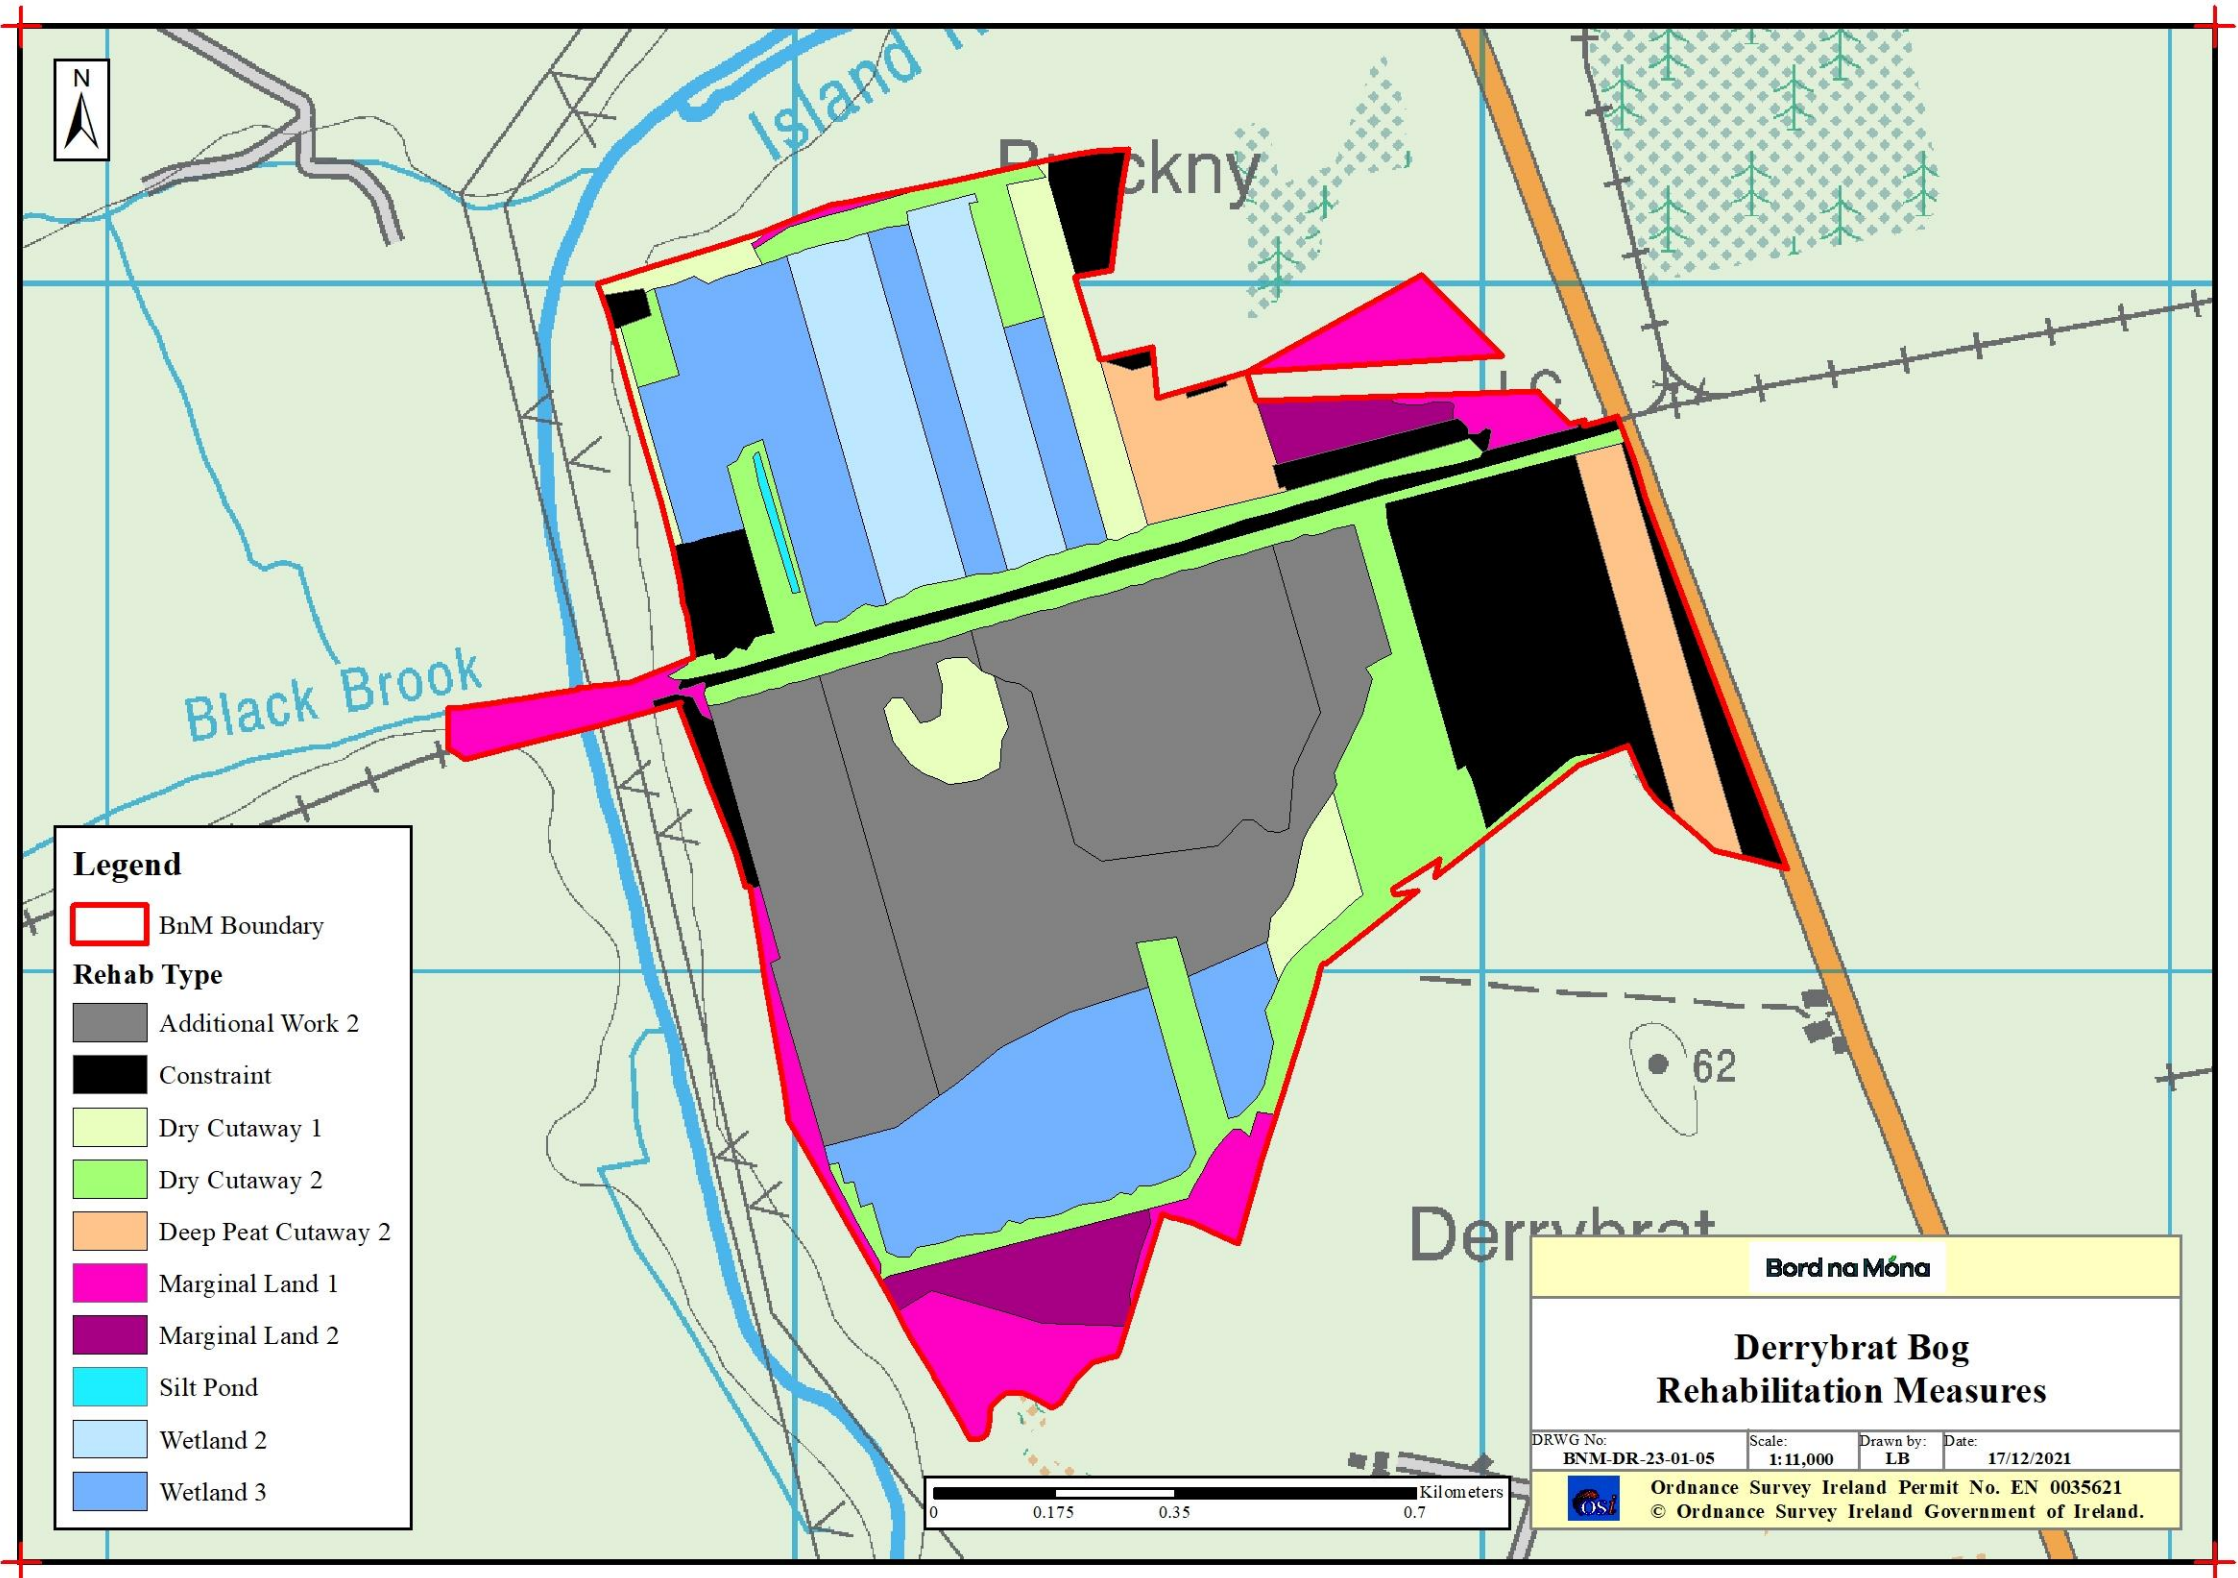 N
Island
ckny
LC
Black Brook
62
Derrybrat
Legend
BnM Boundary
Rehab Type
Additional Work 2
Constraint
Dry Cutaway 1
Dry Cutaway 2
Deep Peat Cutaway 2
Marginal Land 1
Marginal Land 2
Silt Pond
Wetland 2
Wetland 3
Kilometers
0 0.175 0.35 0.7
Bord na Móna
Derrybrat Bog
Rehabilitation Measures
DRWG No: Scale: Drawn by: Date:
BNM-DR-23-01-05 1:11,000 LB 17/12/2021
osi
Ordnance Survey Ireland Permit No. EN 0035621
© Ordnance Survey Ireland Government of Ireland.